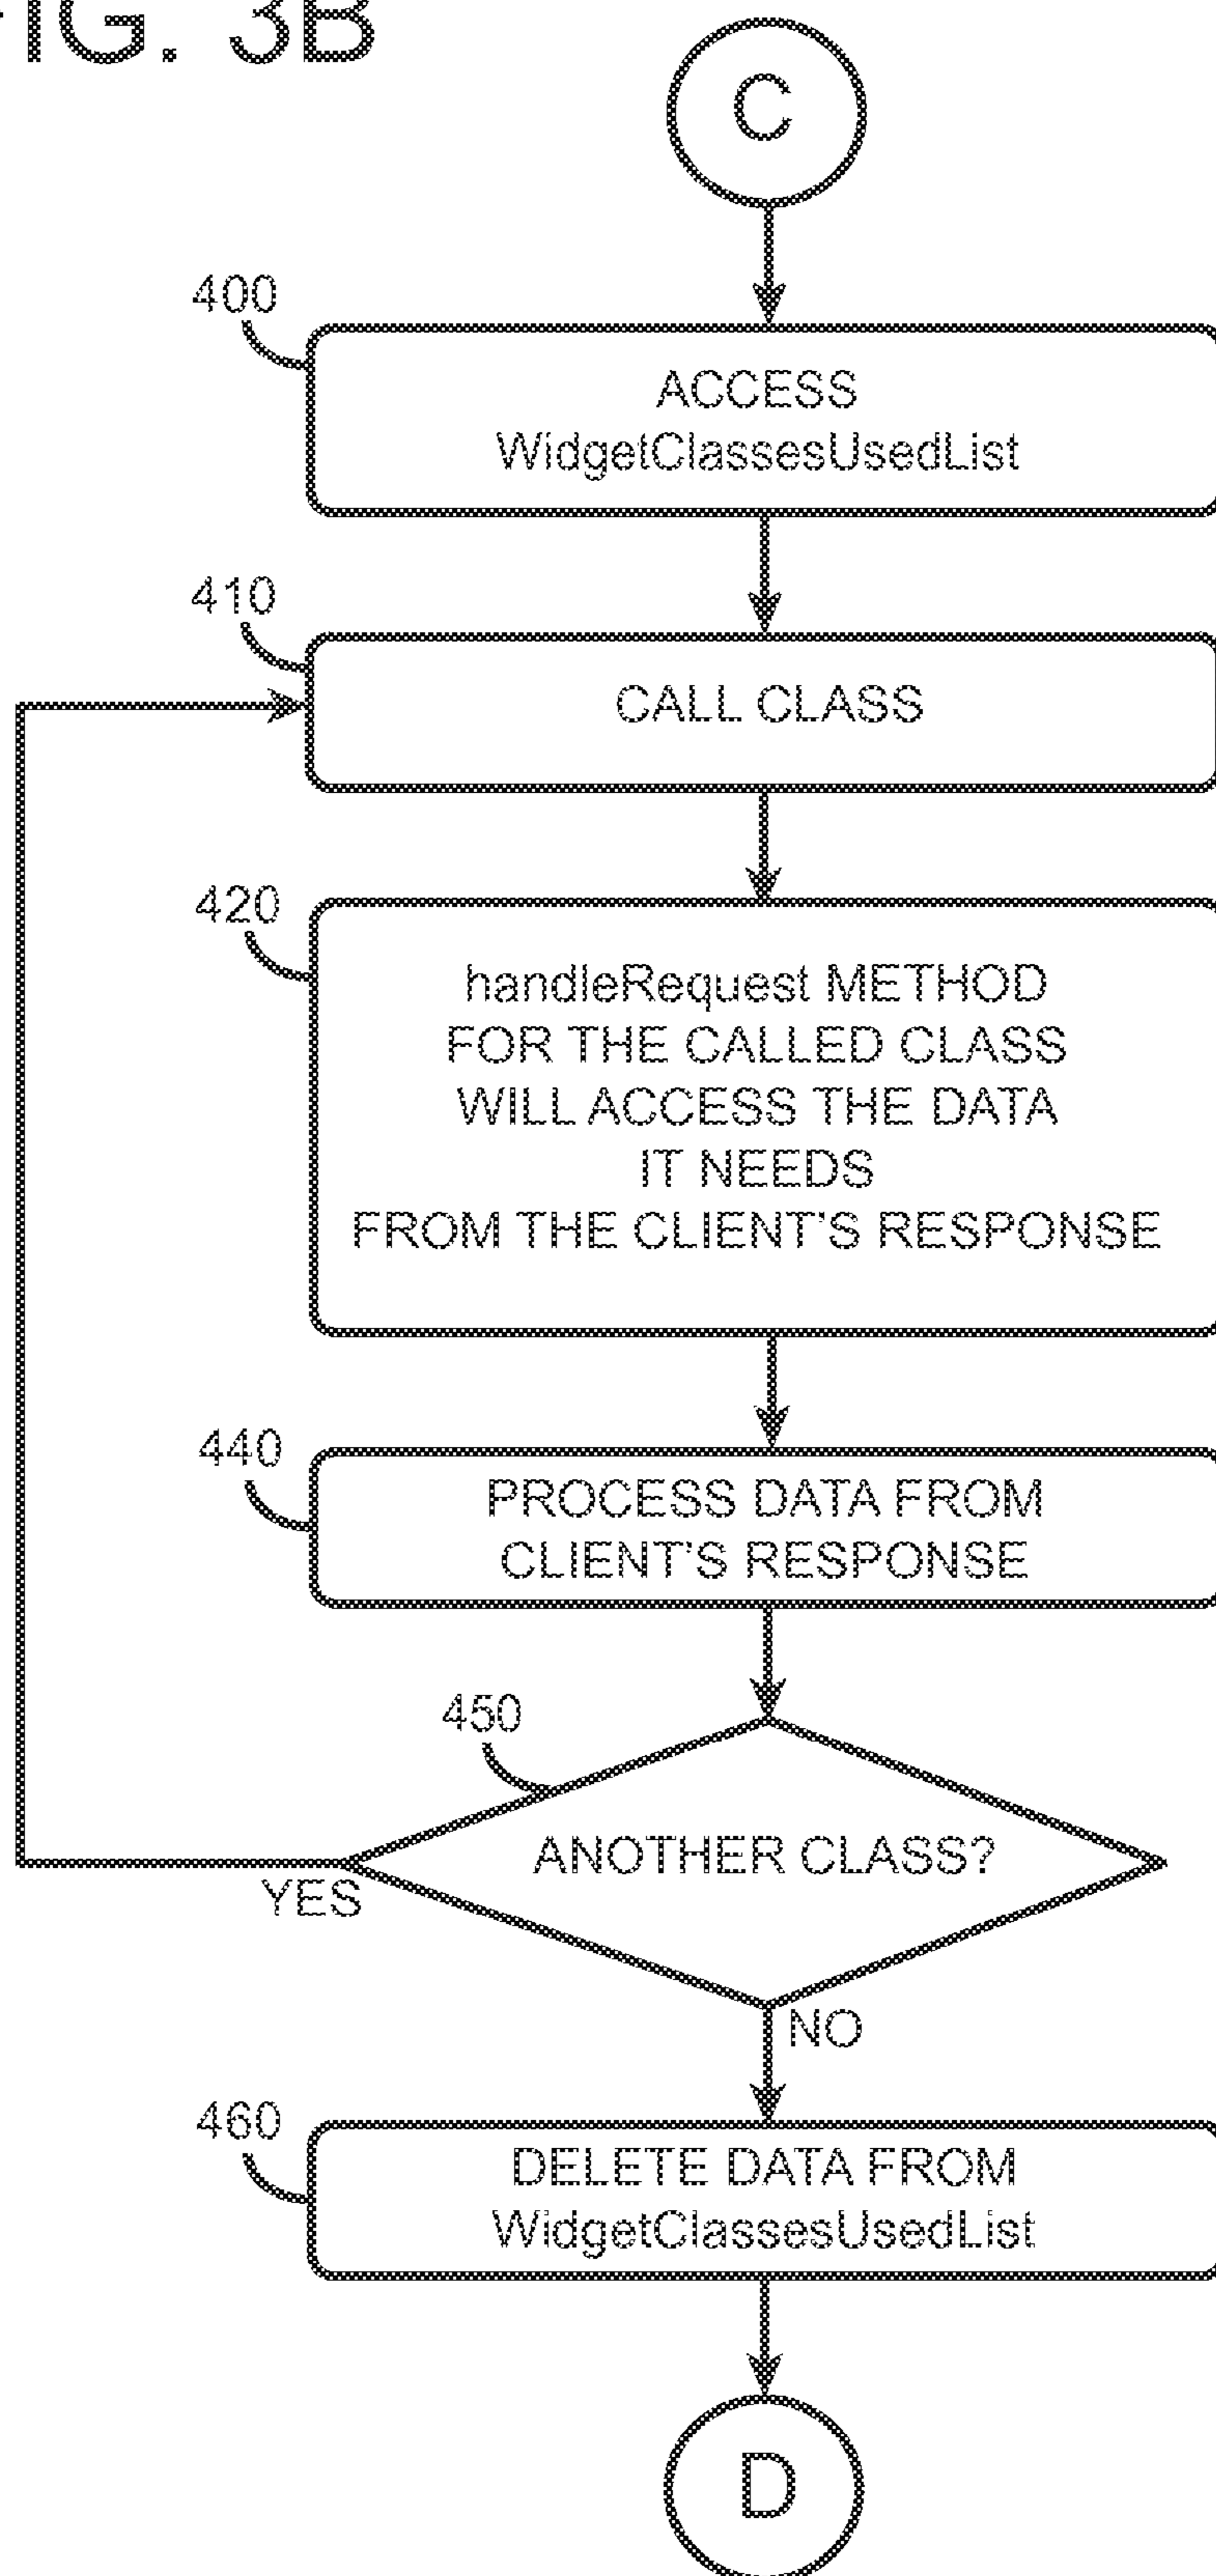 FIG. 3B
C
400
ACCESS
WidgetClassesUsedList
410
CALL CLASS
420
handleRequest METHOD
FOR THE CALLED CLASS
WILL ACCESS THE DATA
IT NEEDS
FROM THE CLIENT'S RESPONSE
440
PROCESS DATA FROM
CLIENT'S RESPONSE
450
ANOTHER CLASS?
YES
NO
460
DELETE DATA FROM
WidgetClassesUsedList
D